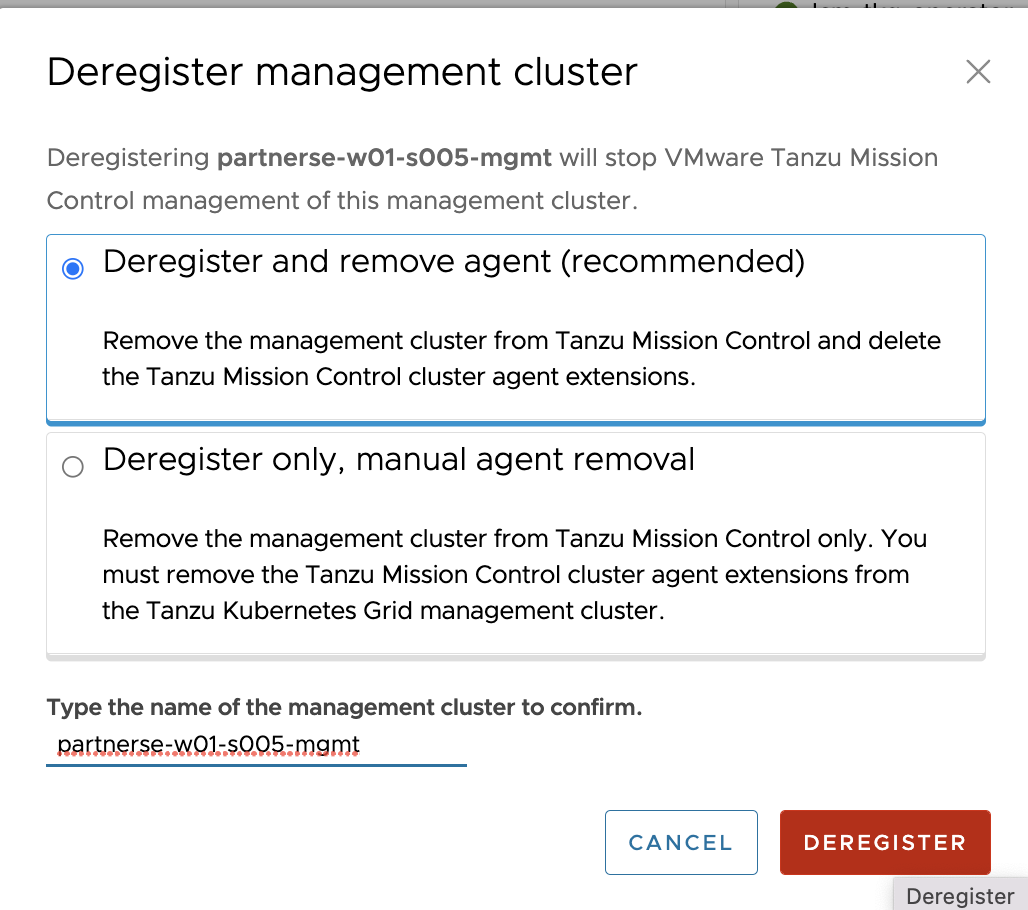 Deregister management cluster
Deregistering partnerse-w01-s005-mgmt will stop VMware Tanzu Mission
Control management of this management cluster.
Deregister and remove agent (recommended)
Remove the management cluster from Tanzu Mission Control and delete
the Tanzu Mission Control cluster agent extensions.
Deregister only, manual agent removal
Remove the management cluster from Tanzu Mission Control only. You
must remove the Tanzu Mission Control cluster agent extensions from
the Tanzu Kubernetes Grid management cluster.
Type the name of the management cluster to confirm.
partnerse-w01-s005-mgmt
CANCEL
DEREGISTER
Deregister